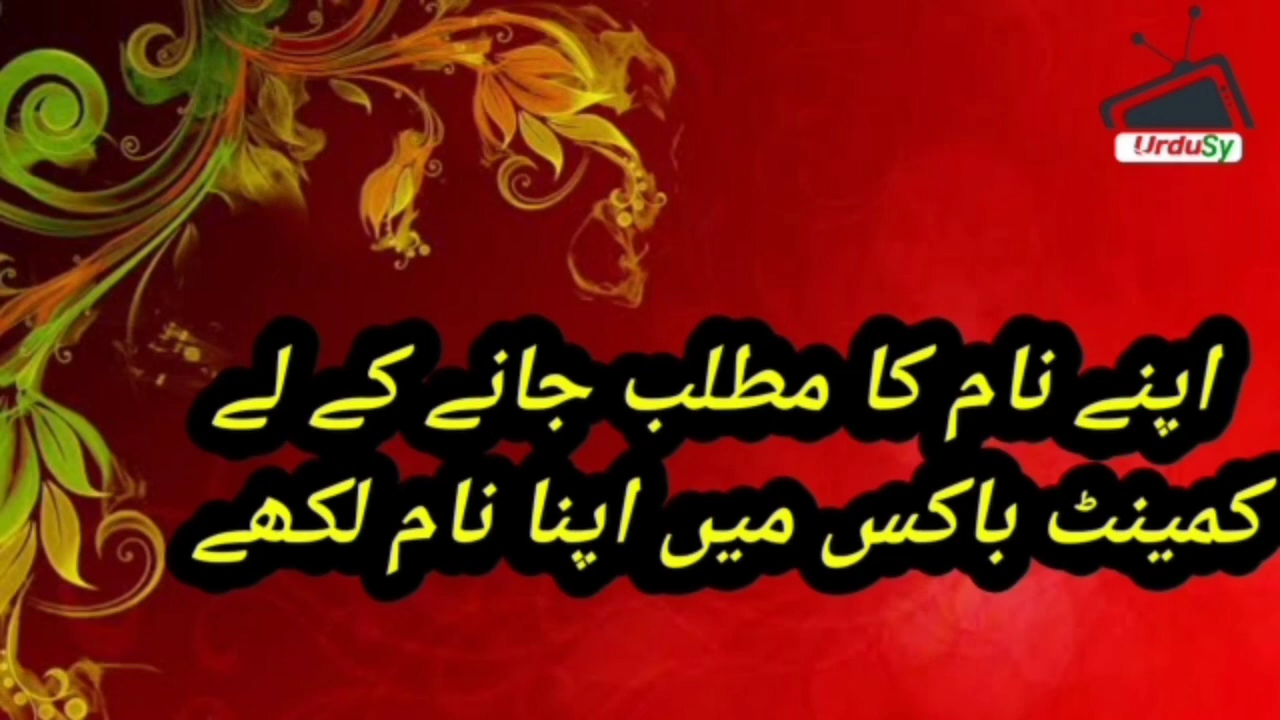 UrduSy
اپنے نام کا مطلب جانے کے لے
کمینٹ باکس میں اپنا نام لکھے